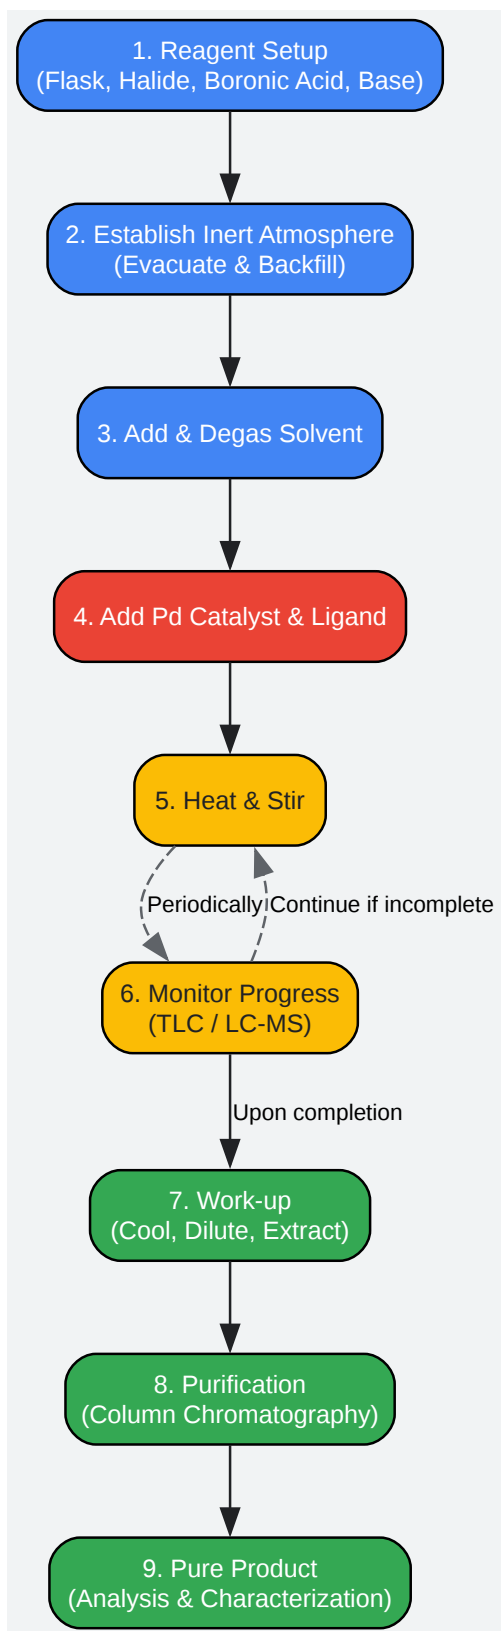 1. Reagent Setup
(Flask, Halide, Boronic Acid, Base)
2. Establish Inert Atmosphere
(Evacuate & Backfill)
3. Add & Degas Solvent
4. Add Pd Catalyst & Ligand
5. Heat & Stir
Periodically
Continue if incomplete
6. Monitor Progress
(TLC / LC-MS)
Upon completion
7. Work-up
(Cool, Dilute, Extract)
8. Purification
(Column Chromatography)
9. Pure Product
(Analysis & Characterization)